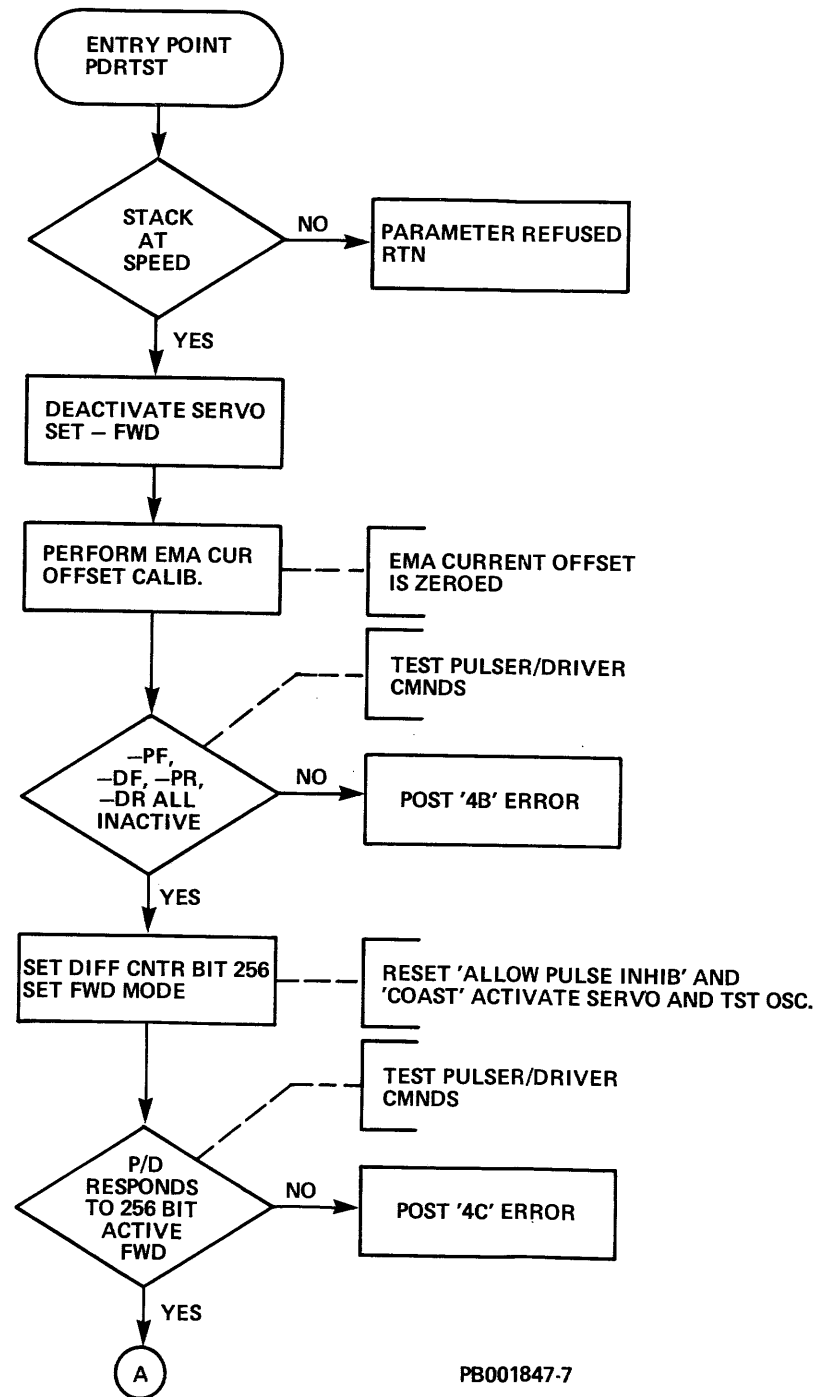 ENTRY POINT
PDRTST
STACK
AT
SPEED
NO
PARAMETER REFUSED
RTN
YES
DEACTIVATE SERVO
SET – FWD
PERFORM EMA CUR
OFFSET CALIB.
EMA CURRENT OFFSET
IS ZEROED
TEST PULSER/DRIVER
CMNDS
–PF,
–DF, –PR,
–DR ALL
INACTIVE
NO
POST '4B' ERROR
YES
SET DIFF CNTR BIT 256
SET FWD MODE
RESET 'ALLOW PULSE INHIB' AND
'COAST' ACTIVATE SERVO AND TST OSC.
TEST PULSER/DRIVER
CMNDS
P/D
RESPONDS
TO 256 BIT
ACTIVE
FWD
NO
POST '4C' ERROR
YES
A
PB001847-7